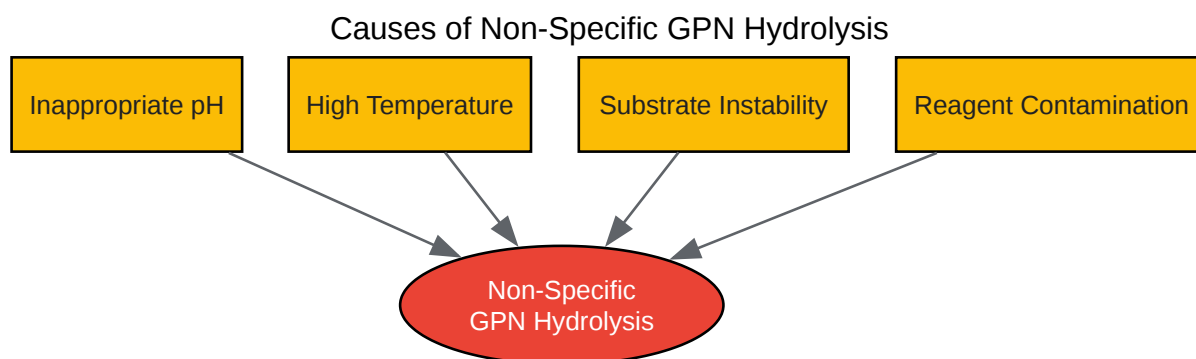 Causes of Non-Specific GPN Hydrolysis
Inappropriate pH
High Temperature
Substrate Instability
Reagent Contamination
Non-Specific
GPN Hydrolysis